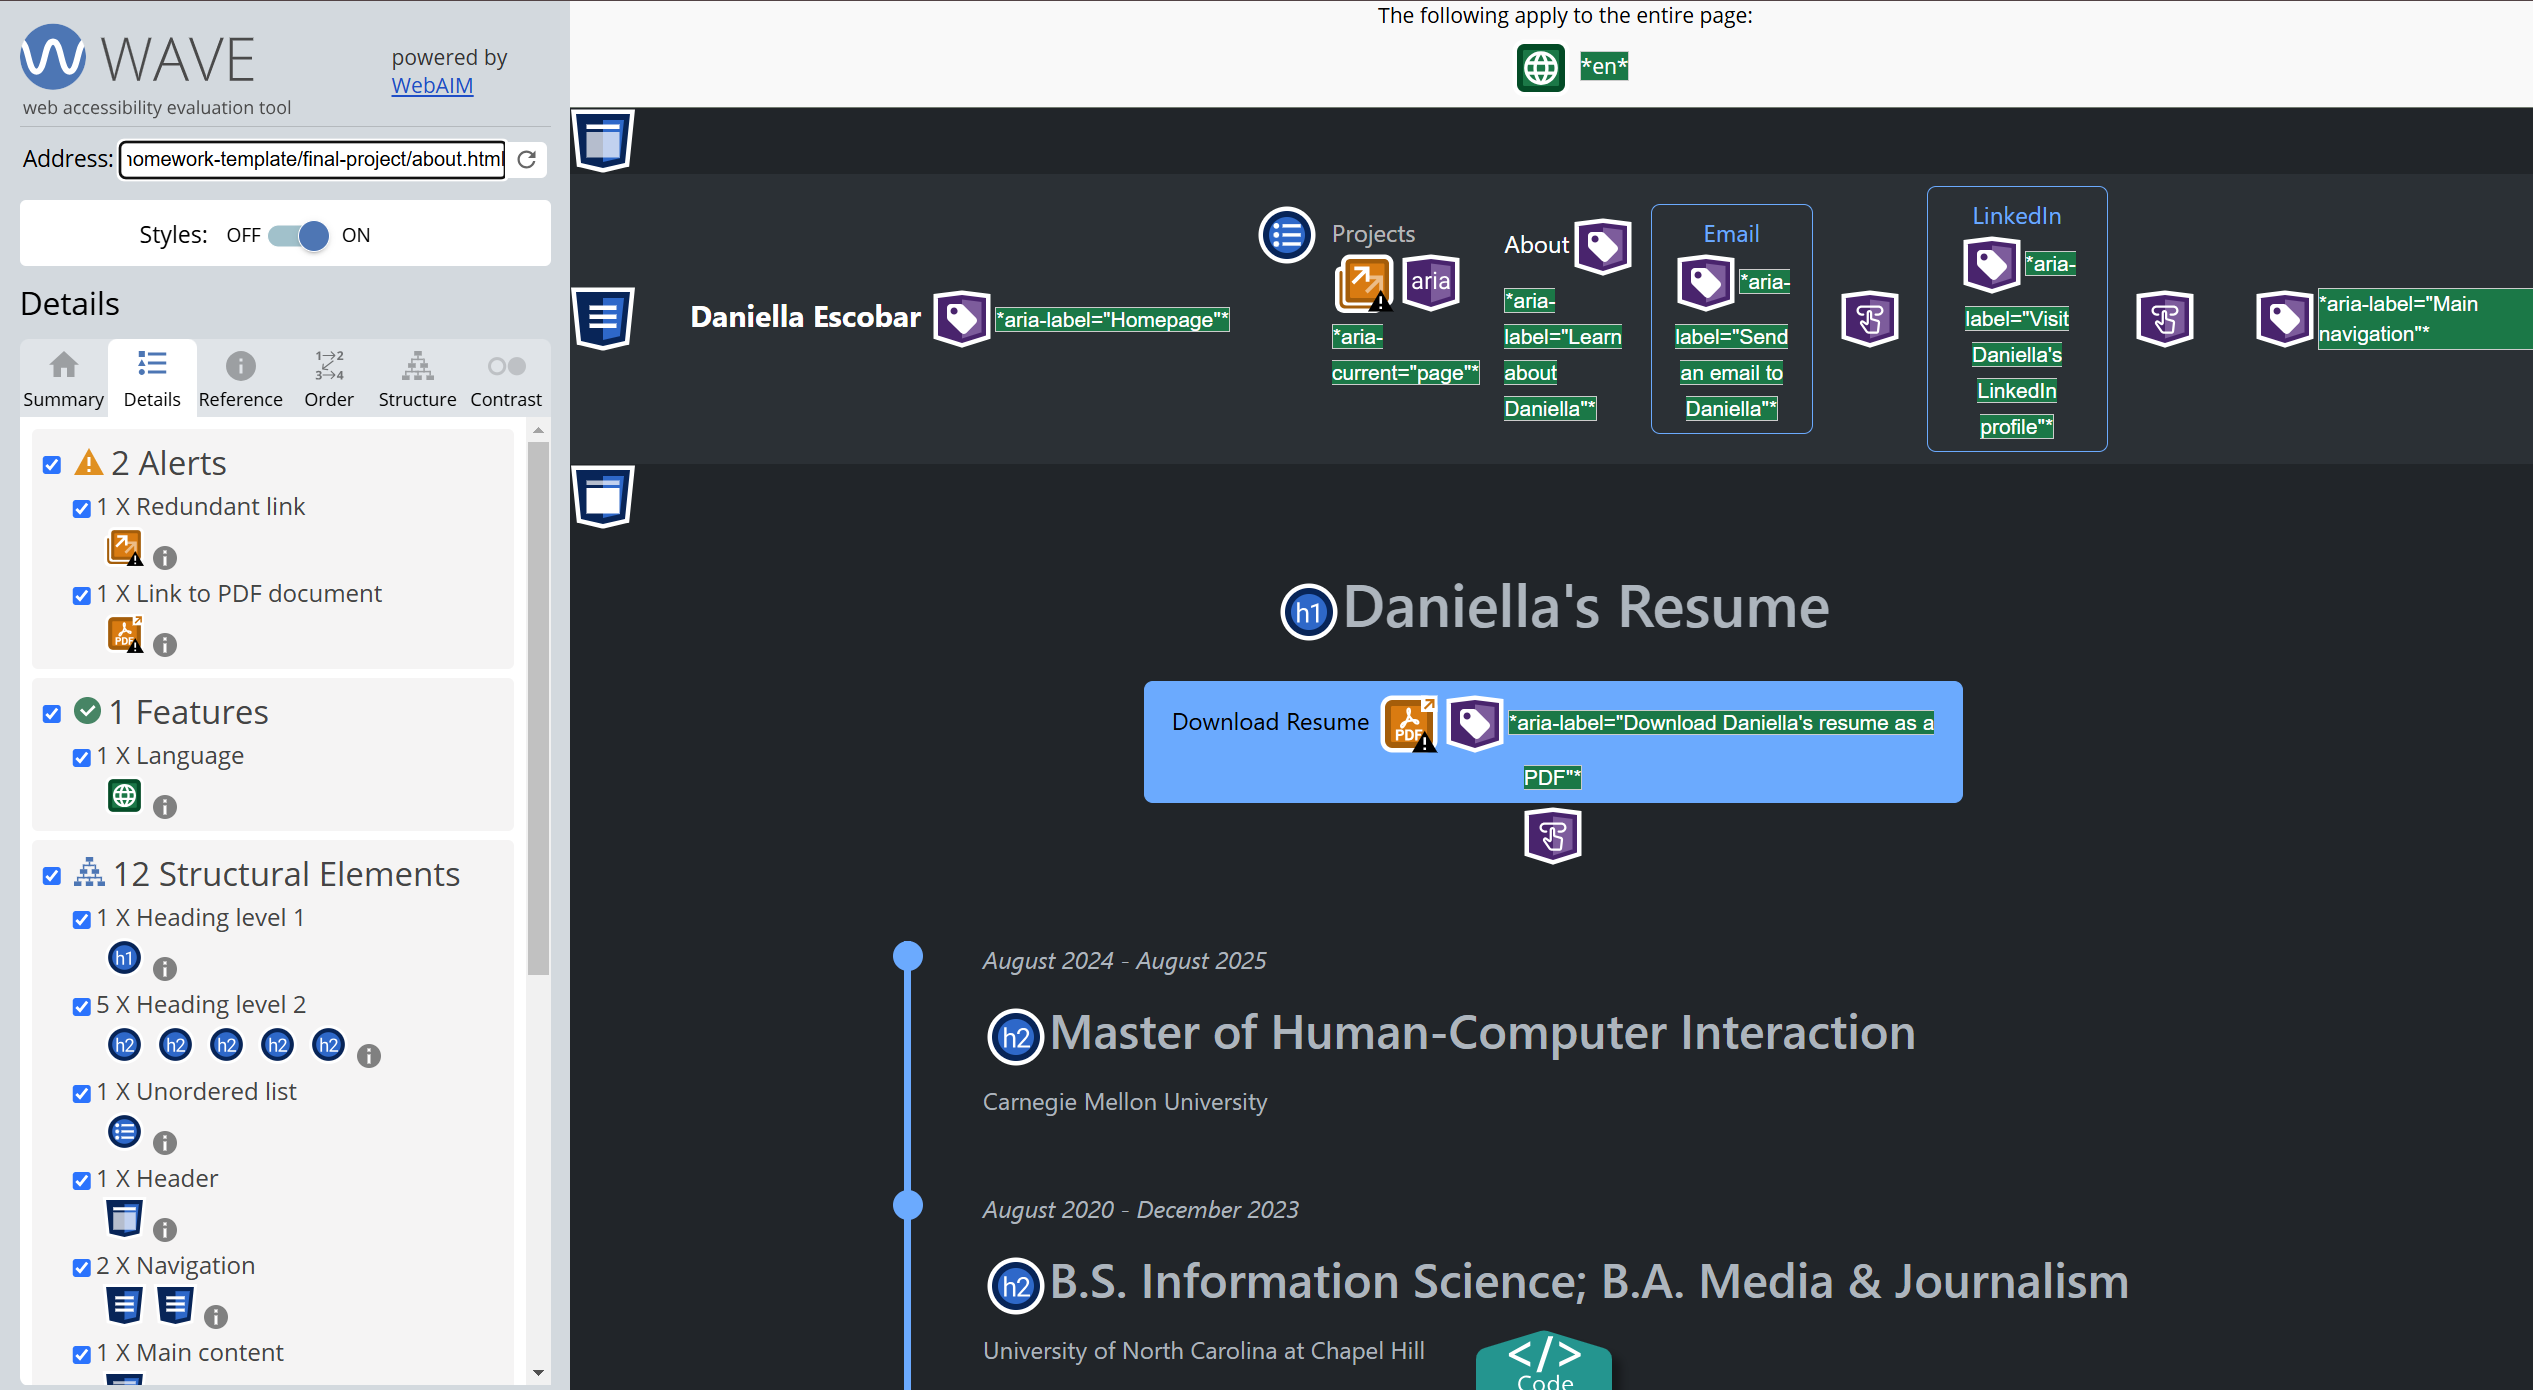 WAVE
powered by
WebAIM
web accessibility evaluation tool
Address: homework-template/final-project/about.html
Styles: OFF ON
Details
Summary Details Reference Order Structure Contrast
2 Alerts
1 X Redundant link
1 X Link to PDF document
PDF
1 Features
1 X Language
12 Structural Elements
1 X Heading level 1
h1
5 X Heading level 2
h2 h2 h2 h2 h2
1 X Unordered list
1 X Header
2 X Navigation
1 X Main content
The following apply to the entire page:
*en*
Daniella Escobar *aria-label="Homepage"*
Projects
aria
*aria-
current="page"*
About
*aria-
label="Learn
about
Daniella"*
Email
*aria-
label="Send
an email to
Daniella"*
LinkedIn
*aria-
label="Visit
Daniella's
LinkedIn
profile"*
*aria-label="Main
navigation"*
h1 Daniella's Resume
Download Resume PDF *aria-label="Download Daniella's resume as a
PDF"*
August 2024 - August 2025
h2 Master of Human-Computer Interaction
Carnegie Mellon University
August 2020 - December 2023
h2 B.S. Information Science; B.A. Media & Journalism
University of North Carolina at Chapel Hill
</>
Code